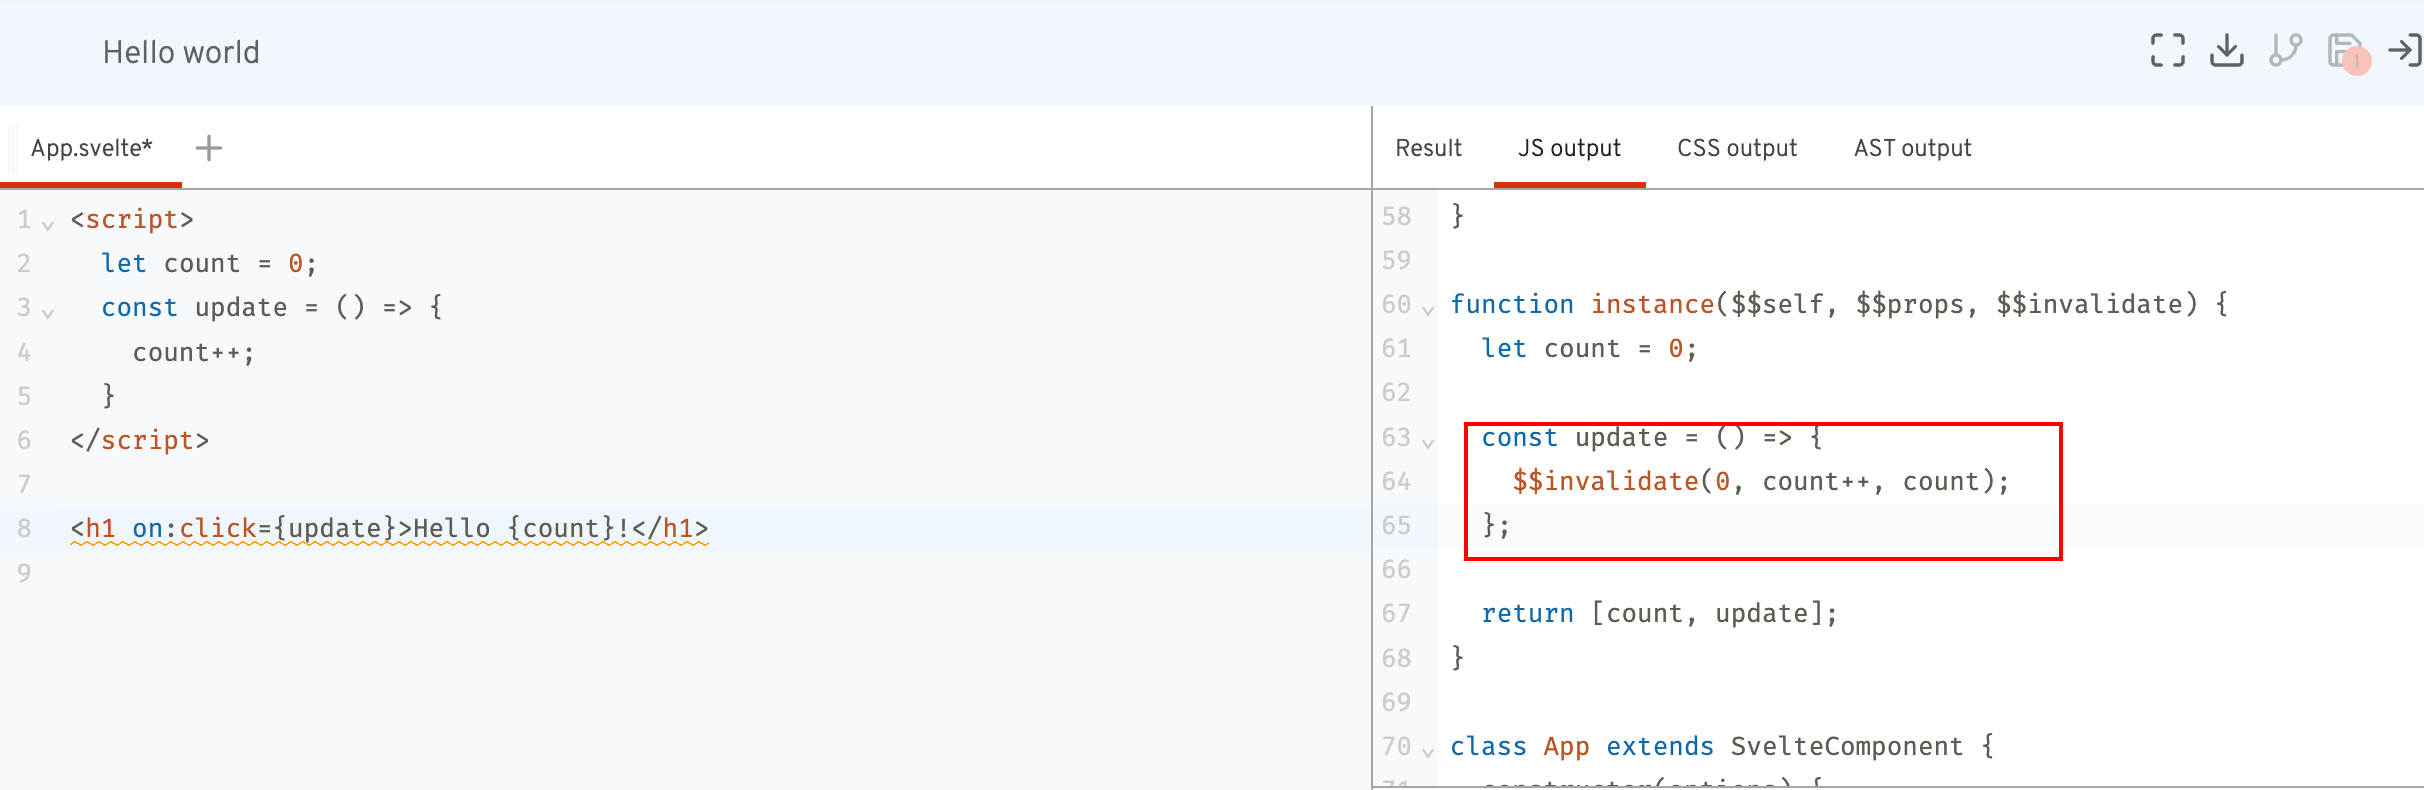 Hello world
1
App.svelte*
Result JS output CSS output AST output
1 <script>
2 let count = 0;
3 const update = () => {
4 count++;
5 }
6 </script>
7
8 <h1 on:click={update}>Hello {count}!</h1>
9
58 }
59
60 function instance($$self, $$props, $$invalidate) {
61 let count = 0;
62
63 const update = () => {
64 $$invalidate(0, count++, count);
65 };
66
67 return [count, update];
68 }
69
70 class App extends SvelteComponent {
71 constructor(options) {